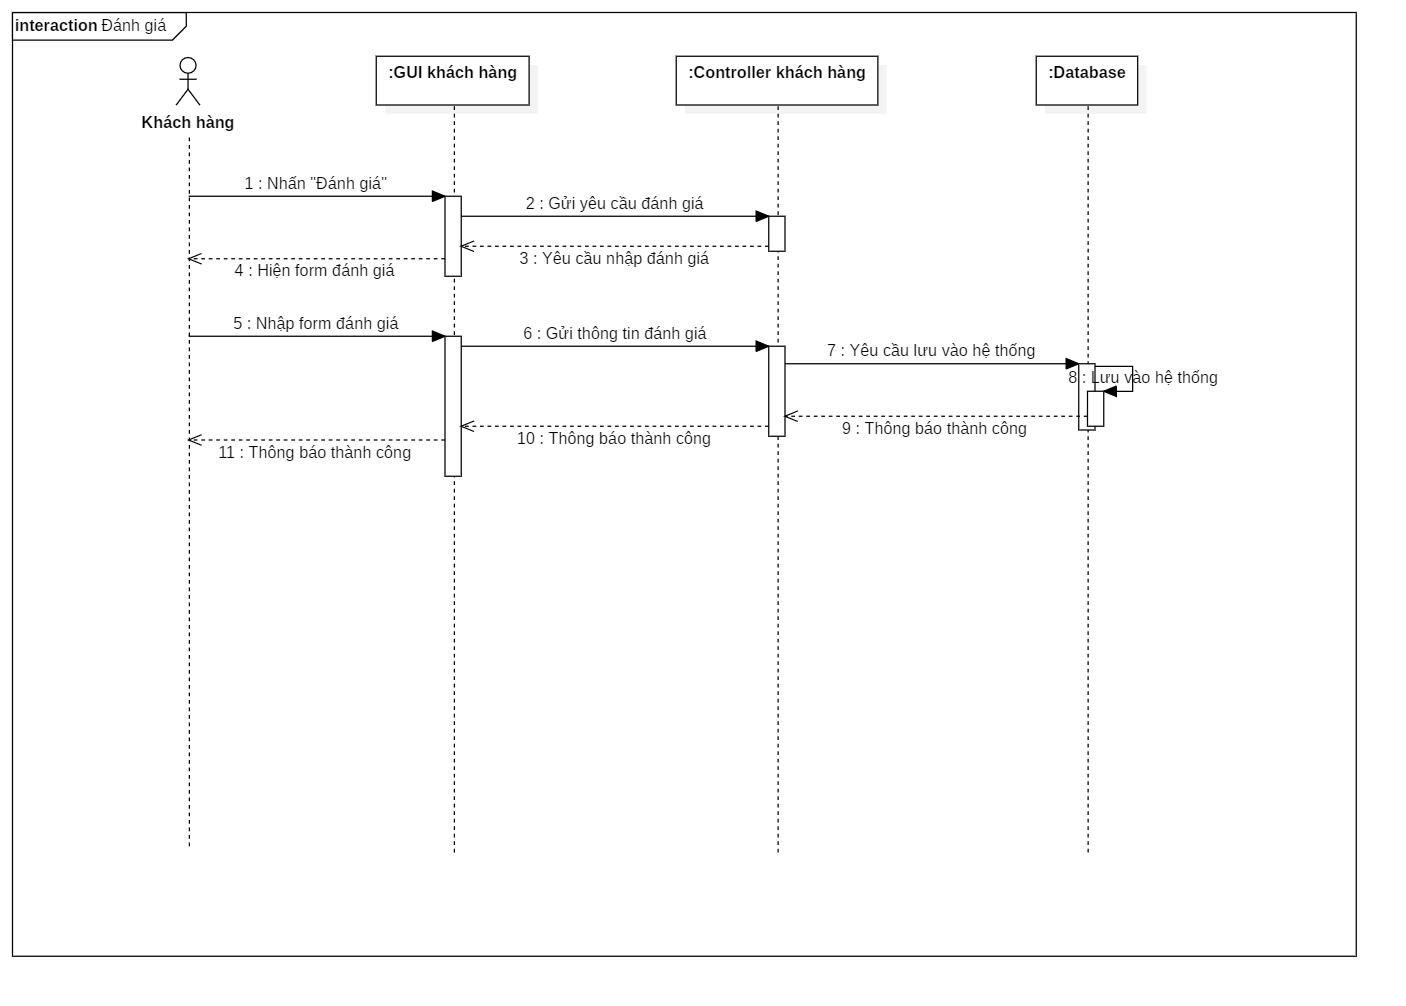 interaction Đánh giá
:GUI khách hàng
:Controller khách hàng
:Database
Khách hàng
1 : Nhấn "Đánh giá"
2 : Gửi yêu cầu đánh giá
3 : Yêu cầu nhập đánh giá
4 : Hiện form đánh giá
5 : Nhập form đánh giá
6 : Gửi thông tin đánh giá
7 : Yêu cầu lưu vào hệ thống
8 : Lưu vào hệ thống
9 : Thông báo thành công
10 : Thông báo thành công
11 : Thông báo thành công